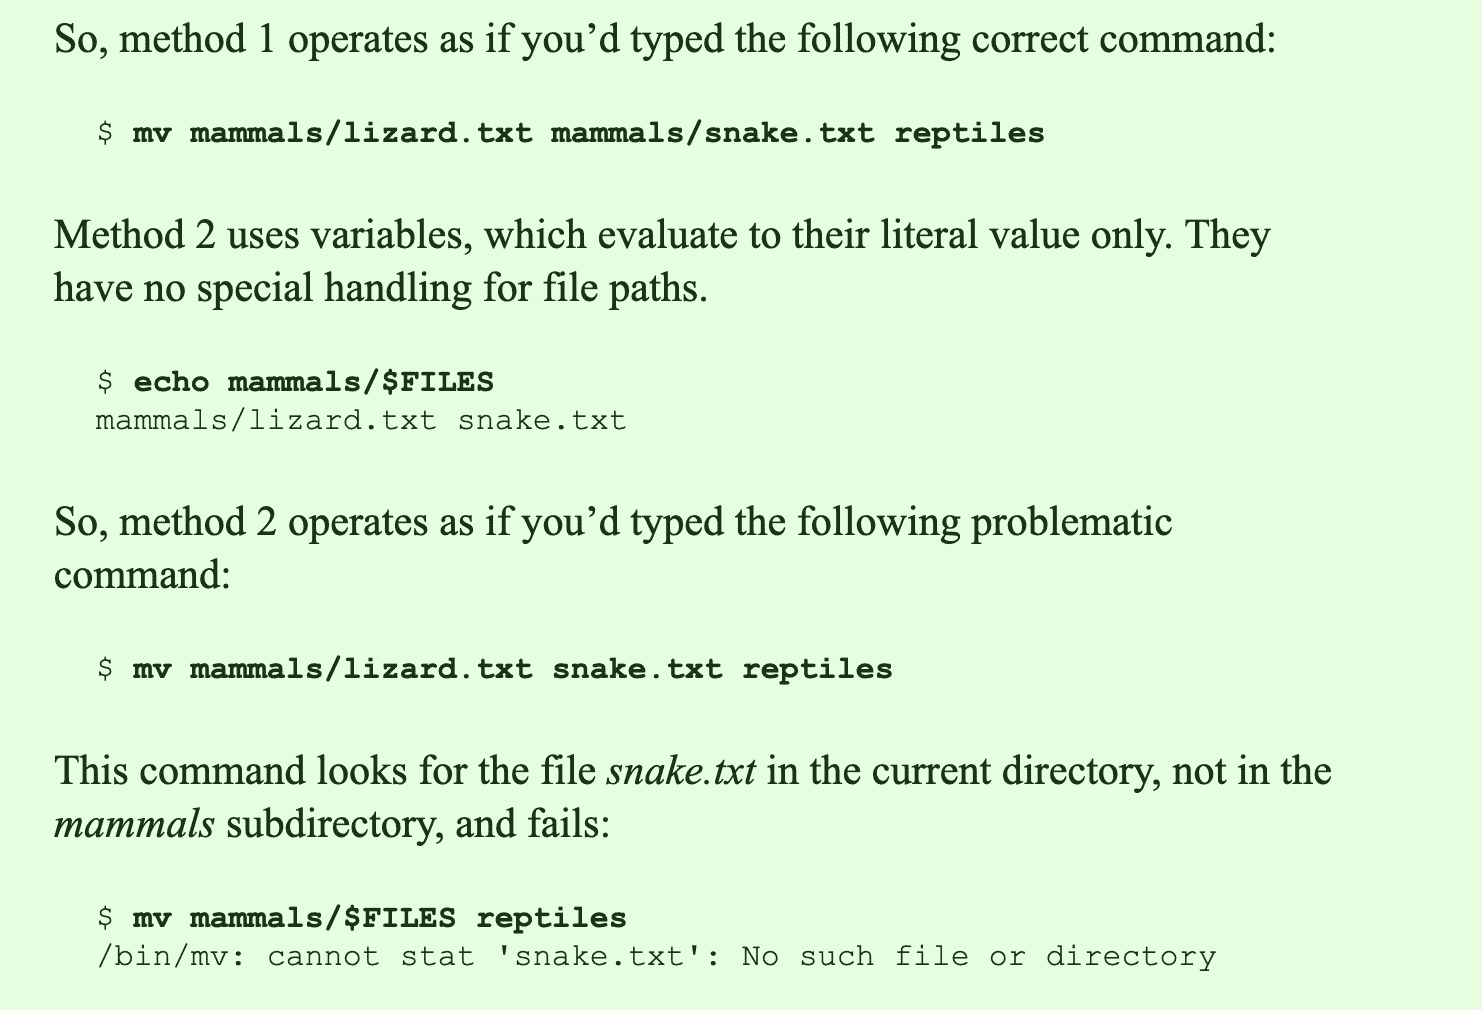 So, method 1 operates as if you’d typed the following correct command:
$ mv mammals/lizard.txt mammals/snake.txt reptiles
Method 2 uses variables, which evaluate to their literal value only. They
have no special handling for file paths.
$ echo mammals/$FILES
mammals/lizard.txt snake.txt
So, method 2 operates as if you’d typed the following problematic
command:
$ mv mammals/lizard.txt snake.txt reptiles
This command looks for the file snake.txt in the current directory, not in the
mammals subdirectory, and fails:
$ mv mammals/$FILES reptiles
/bin/mv: cannot stat 'snake.txt': No such file or directory